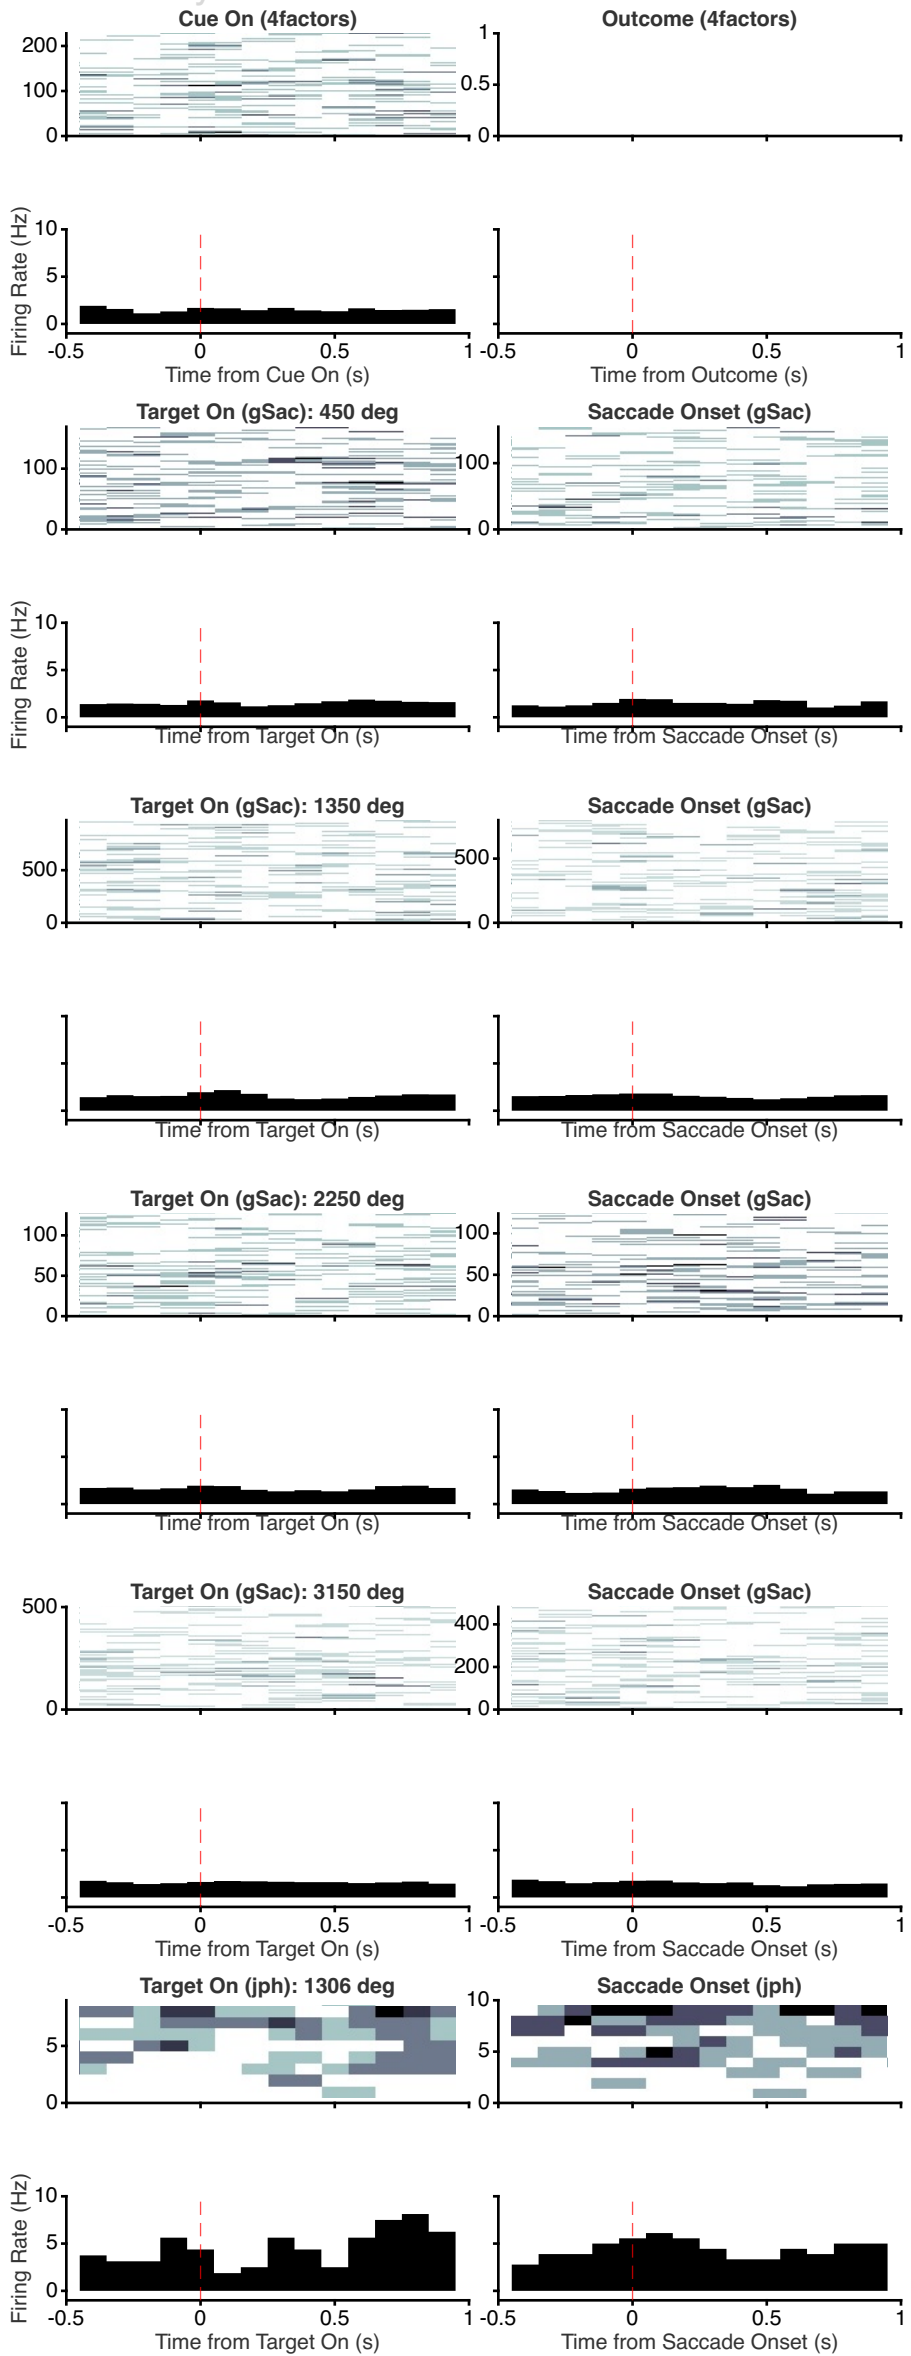 Cue On (4factors) Outcome (4factors)
200 1
100 0.5
0 0
Firing Rate (Hz)
10
5
0
-0.5 0 0.5 1 -0.5 0 0.5 1
Time from Cue On (s) Time from Outcome (s)
Target On (gSac): 450 deg Saccade Onset (gSac)
100 100
0 0
Firing Rate (Hz)
10
5
0
Time from Target On (s) Time from Saccade Onset (s)
Target On (gSac): 1350 deg Saccade Onset (gSac)
500 500
0 0
Time from Target On (s) Time from Saccade Onset (s)
Target On (gSac): 2250 deg Saccade Onset (gSac)
100 100
50 50
0 0
Time from Target On (s) Time from Saccade Onset (s)
Target On (gSac): 3150 deg Saccade Onset (gSac)
500 400
200
0 0
-0.5 0 0.5 1 -0.5 0 0.5 1
Time from Target On (s) Time from Saccade Onset (s)
Target On (jph): 1306 deg Saccade Onset (jph)
10
5 5
0 0
Firing Rate (Hz)
10
5
0
-0.5 0 0.5 1 -0.5 0 0.5 1
Time from Target On (s) Time from Saccade Onset (s)